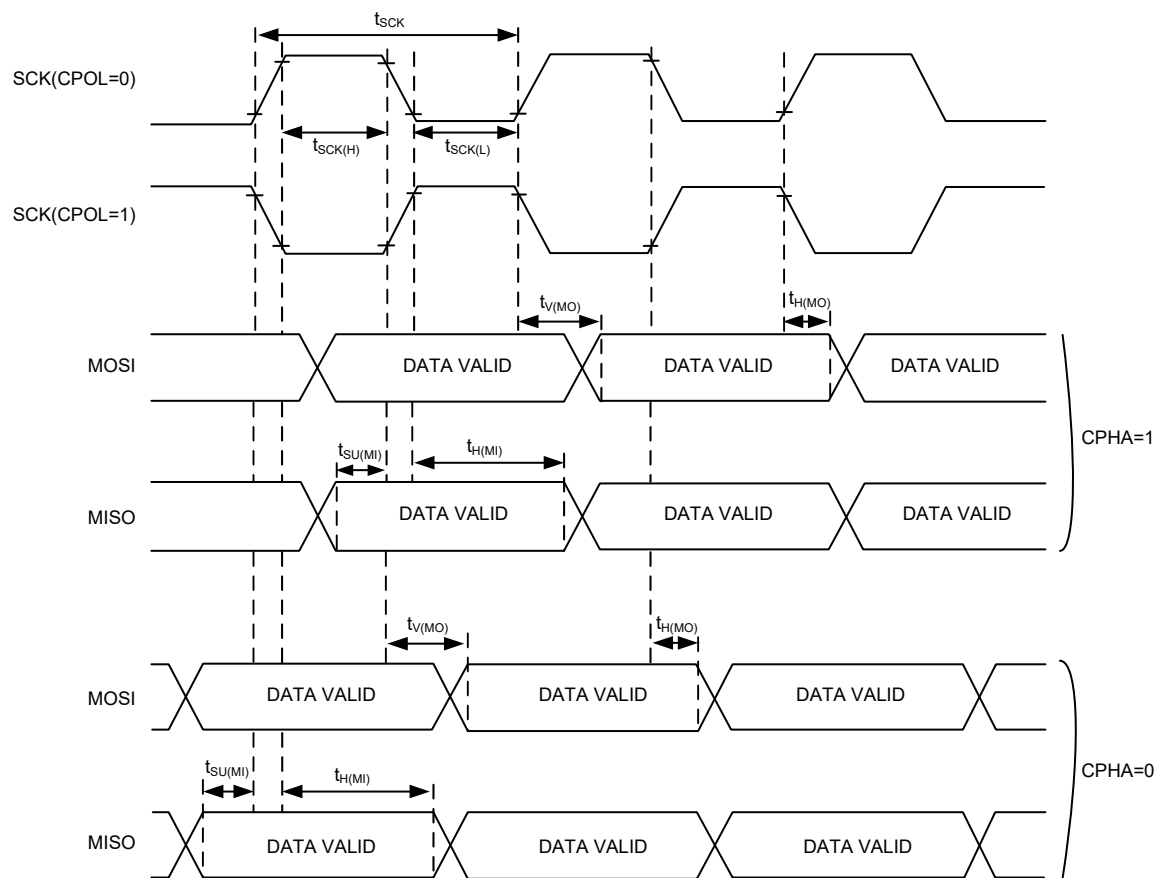 tSCK
SCK(CPOL=0)
tSCK(H)
tSCK(L)
SCK(CPOL=1)
tV(MO)
tH(MO)
MOSI
DATA VALID
DATA VALID
DATA VALID
CPHA=1
tSU(MI)
tH(MI)
MISO
DATA VALID
DATA VALID
DATA VALID
tV(MO)
tH(MO)
MOSI
DATA VALID
DATA VALID
DATA VALID
CPHA=0
tSU(MI)
tH(MI)
MISO
DATA VALID
DATA VALID
DATA VALID